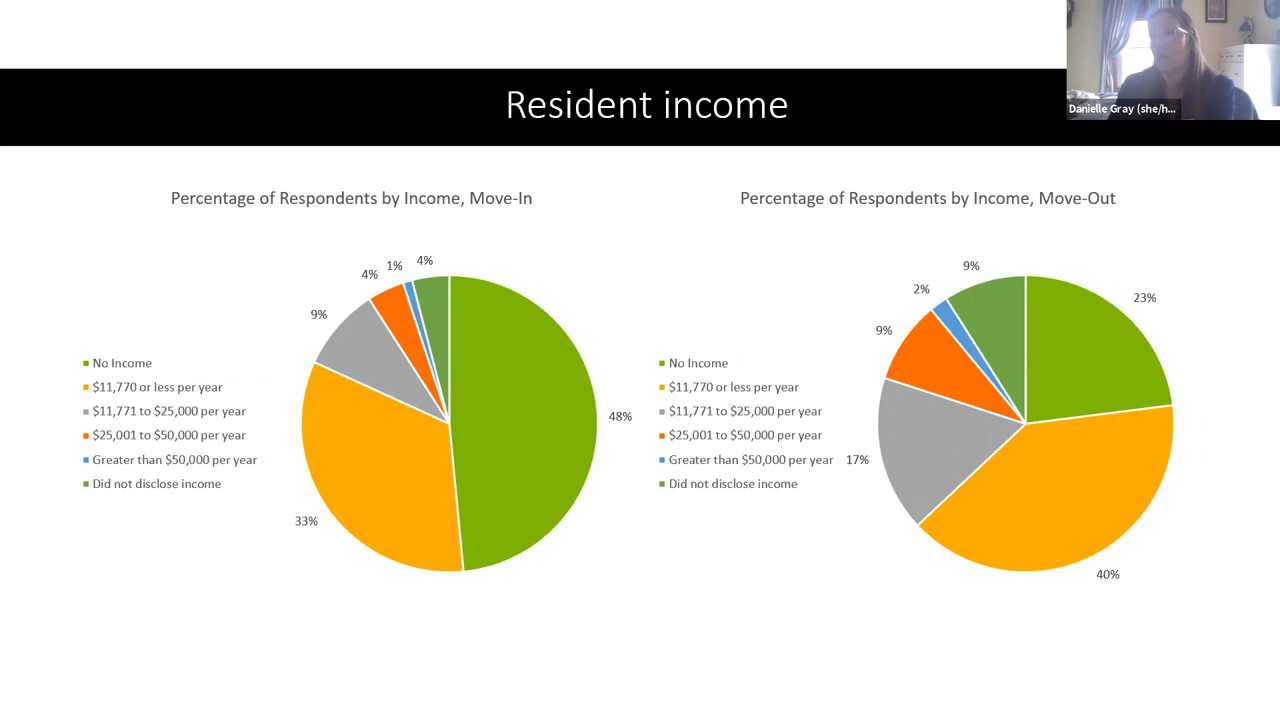 Danielle Gray (she/h...
Resident income
Percentage of Respondents by Income, Move-In
4%
1%
4%
9%
48%
33%
No Income
$11,770 or less per year
$11,771 to $25,000 per year
$25,001 to $50,000 per year
Greater than $50,000 per year
Did not disclose income
Percentage of Respondents by Income, Move-Out
9%
2%
23%
9%
17%
40%
No Income
$11,770 or less per year
$11,771 to $25,000 per year
$25,001 to $50,000 per year
Greater than $50,000 per year
Did not disclose income